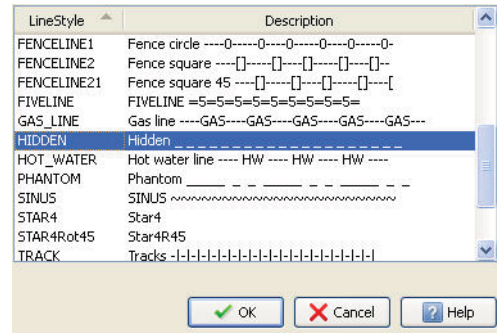 LineStyle Description
FENCELINE1 Fence circle ----0-----0----0-----0----0-----0-
FENCELINE2 Fence square ----[]-----[]----[]-----[]----[]--
FENCELINE21 Fence square 45 ----[]-----[]----[]-----[]----[
FIVELINE FIVELINE =5=5=5=5=5=5=5=5=
GAS_LINE Gas line ----GAS----GAS----GAS----GAS---
HIDDEN Hidden _ _ _ _ _ _ _ _ _ _ _ _ _ _ _ _ _ _ _ _
HOT_WATER Hot water line ---- HW ---- HW ---- HW ----
PHANTOM Phantom _____ _ _ _____ _ _ _____ _ _
SINUS SINUS ~~~~~~~~~~~~~~~~~~~~~~~~
STAR4 Star4
STAR4Rot45 Star4R45
TRACK Tracks -|-|-|-|-|-|-|-|-|-|-|-|-|-|-|-|-|-|-|-|
OK Cancel Help